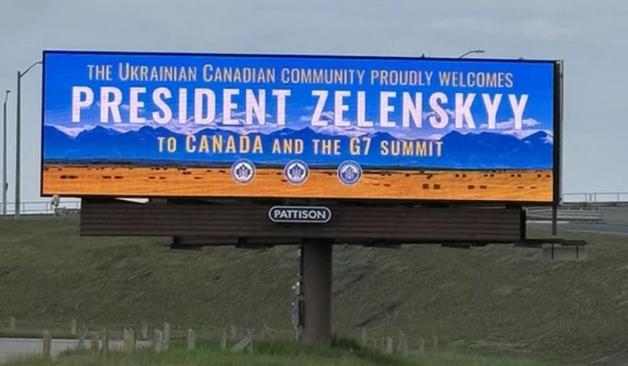 THE UKRAINIAN CANADIAN COMMUNITY PROUDLY WELCOMES
PRESIDENT ZELENSKYY
TO CANADA AND THE G7 SUMMIT
PATTISON